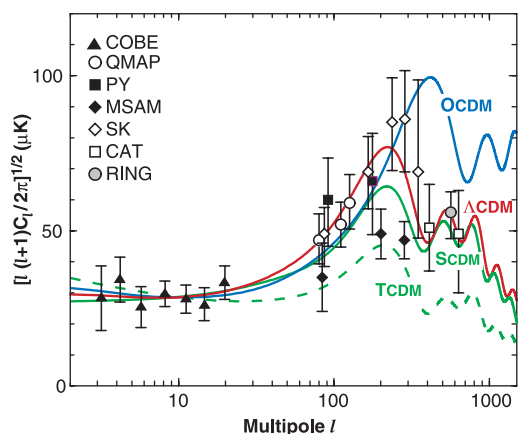 COBE
QMAP
PY
MSAM
SK
CAT
RING
OCDM
ΛCDM
SCDM
TCDM
[l (l+1)Cl/2π]1/2 (μK)
100
50
0
10
100
1000
Multipole l